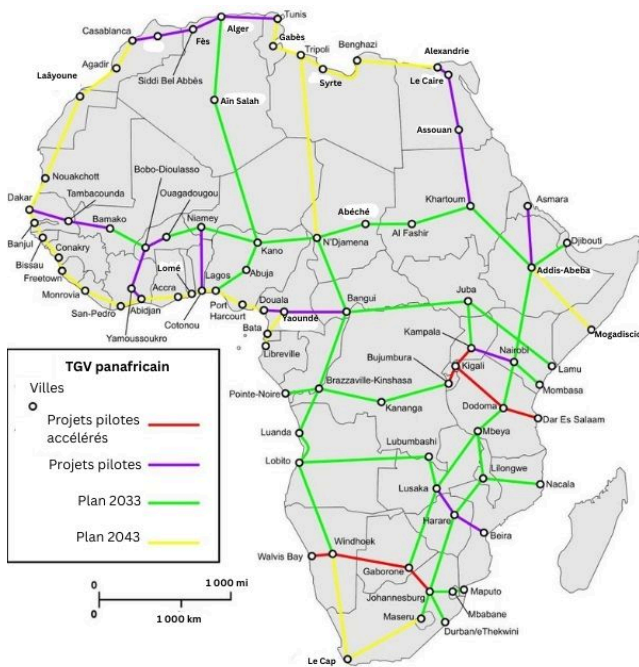 Casablanca
Fès
Alger
Tunis
Siddi Bel Abbès
Gabès
Tripoli
Benghazi
Alexandrie
Agadir
Syrte
Le Caire
Laâyoune
Aïn Salah
Assouan
Bobo-Dioulasso
Nouakchott
Ouagadougou
Dakar
Tambacounda
Niamey
Abéché
Khartoum
Asmara
Banjul
Bamako
Al Fashir
Djibouti
Bissau
Kano
N'Djamena
Conakry
Lomé
Lagos
Abuja
Addis-Abeba
Freetown
Accra
Monrovia
Port
Harcourt
Douala
Bangui
Juba
San-Pedro
Abidjan
Cotonou
Yaoundé
Mogadiscio
Yamoussoukro
Bata
Kampala
Libreville
Bujumbura
Nairobi
Lamu
Kigali
Mombasa
TGV panafricain
Villes
Projets pilotes
accélérés
Projets pilotes
Plan 2033
Plan 2043
Pointe-Noire
Brazzaville-Kinshasa
Dodoma
Kananga
Dar Es Salaam
Luanda
Lubumbashi
Mbeya
Lobito
Lilongwe
Lusaka
Nacala
Harare
Windhoek
Beira
Walvis Bay
Gaborone
0
1000 mi
0
1000 km
Johannesburg
Maputo
Mbabane
Maseru
Durban/eThekwini
Le Cap